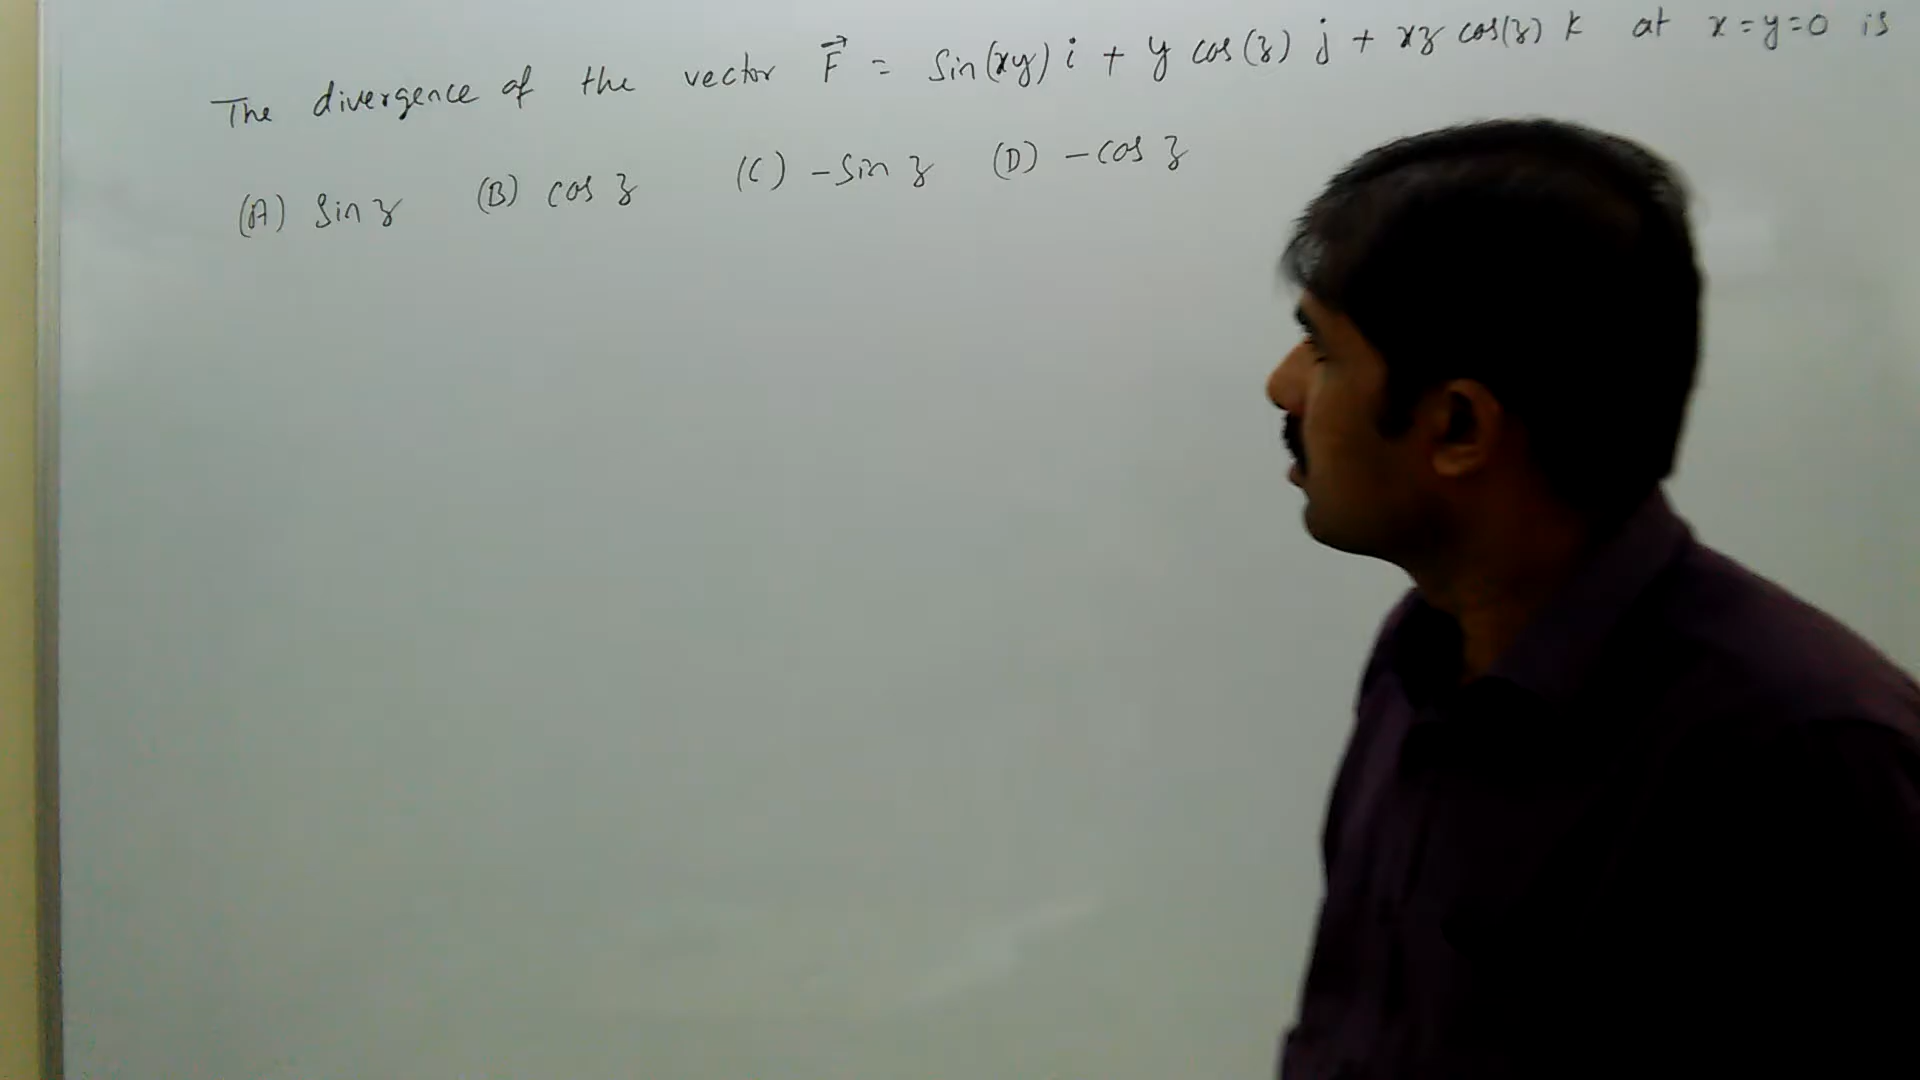 The divergence of the vector F⃗ = Sin(xy) i + y cos(z) j + xz cos(z) k at x = y = 0 is
(A) Sin z (B) cos z (C) - Sin z (D) - cos z